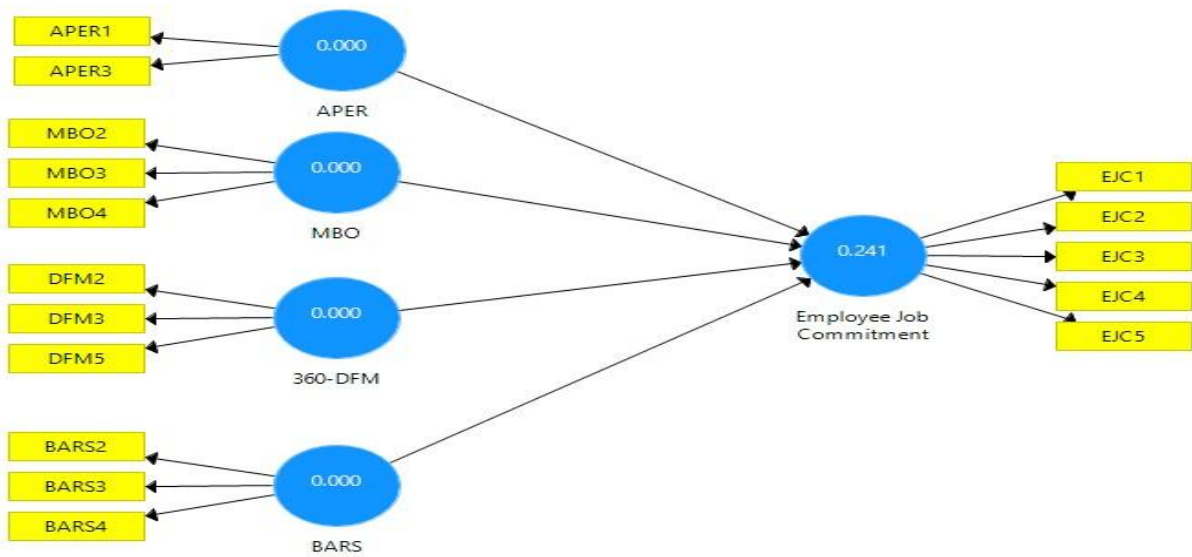 APER1
APER3
0.000
APER
MBO2
MBO3
MBO4
0.000
MBO
DFM2
DFM3
DFM5
0.000
360-DFM
BARS2
BARS3
BARS4
0.000
BARS
0.241
Employee Job
Commitment
EJC1
EJC2
EJC3
EJC4
EJC5